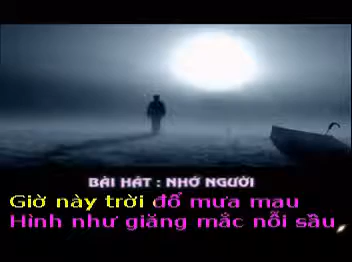 BÀI HÁT : NHỚ NGƯỜI
Giờ này trời đổ mưa mau
Hình như giăng mắc nỗi sầu